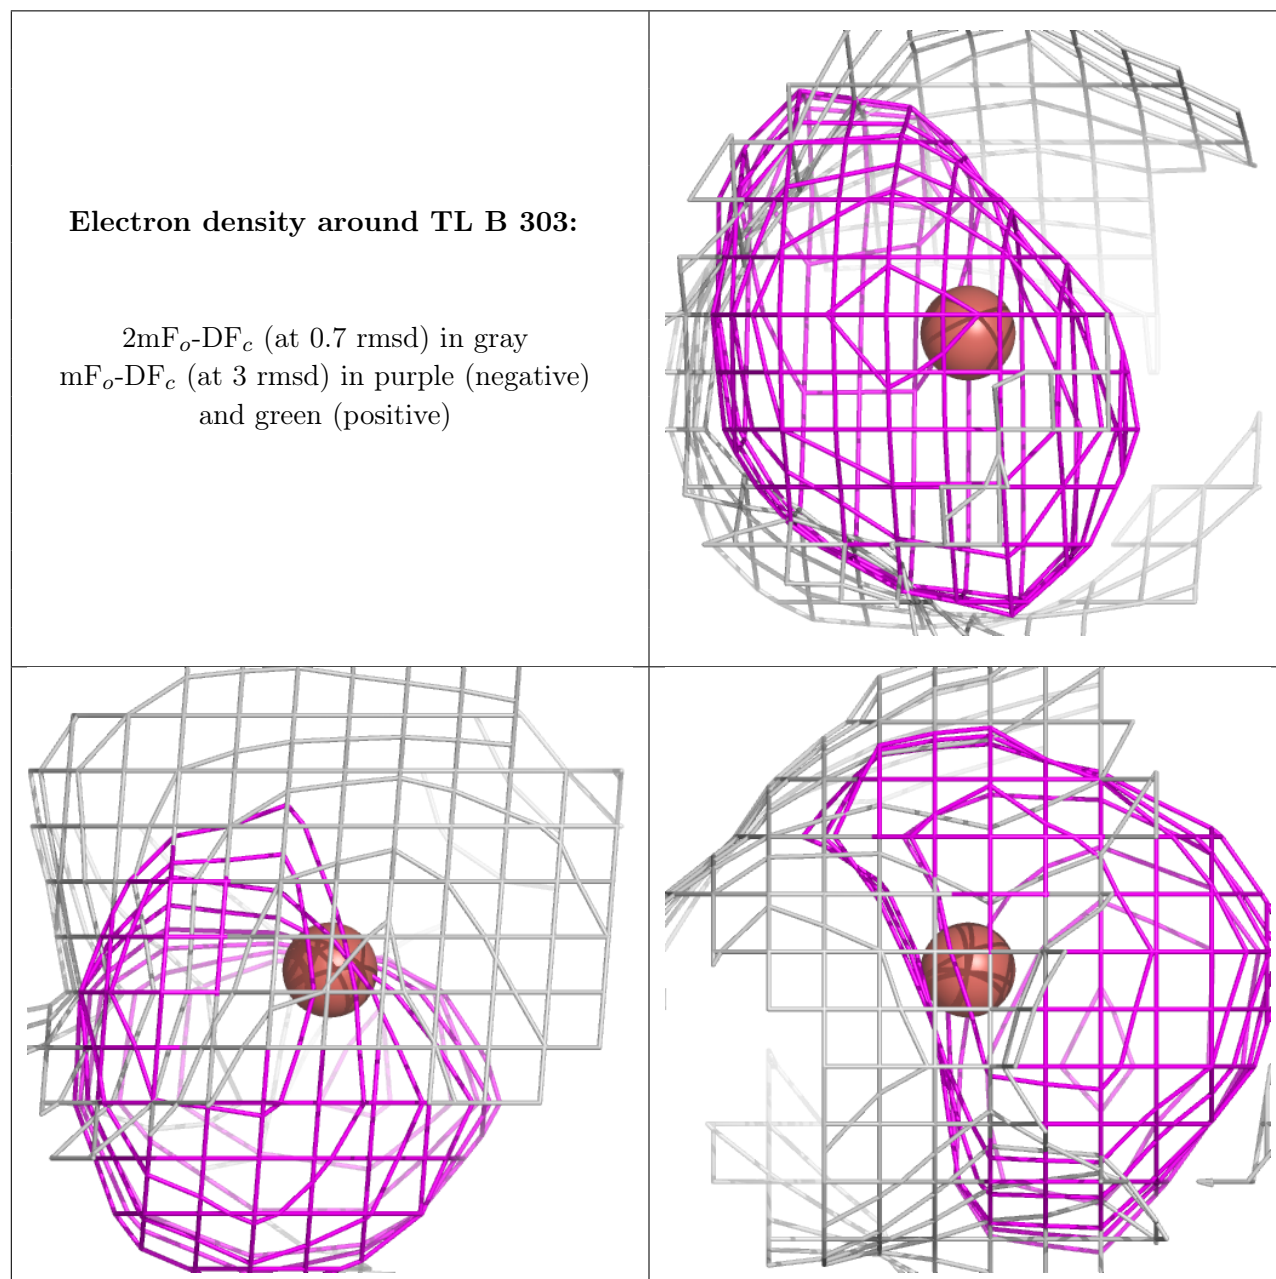 Electron density around TL B 303:
2mFo-DFc (at 0.7 rmsd) in gray
mFo-DFc (at 3 rmsd) in purple (negative)
and green (positive)